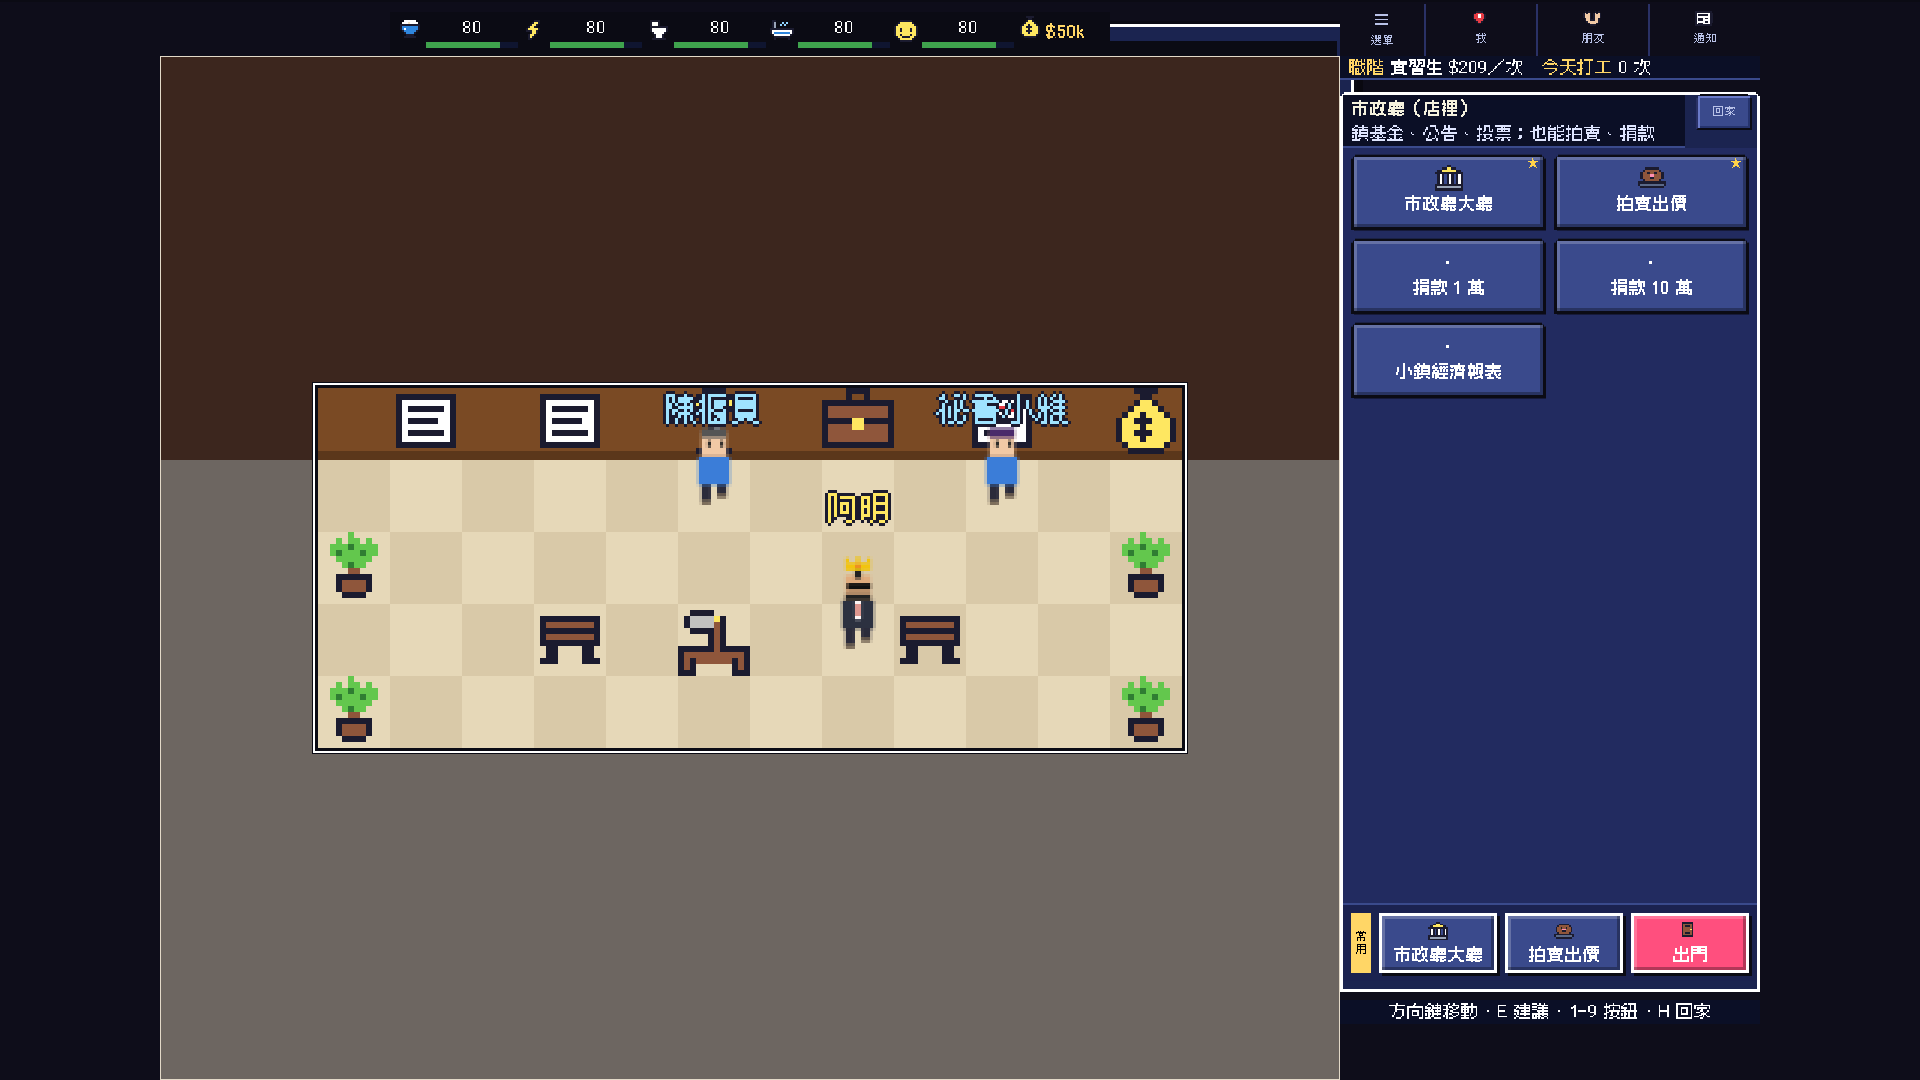 80
80
80
80
80
$50k
選單
我
朋友
通知
職階 實習生 $209／次 今天打工 0 次
市政廳（店裡）
鎮基金、公告、投票；也能拍賣、捐款
回家
市政廳大廳
拍賣出價
捐款 1 萬
捐款 10 萬
小鎮經濟報表
陳伯貝
秘書小雅
阿明
常用
市政廳大廳
拍賣出價
出門
方向鍵移動 · E 建議 · 1-9 按鈕 · H 回家